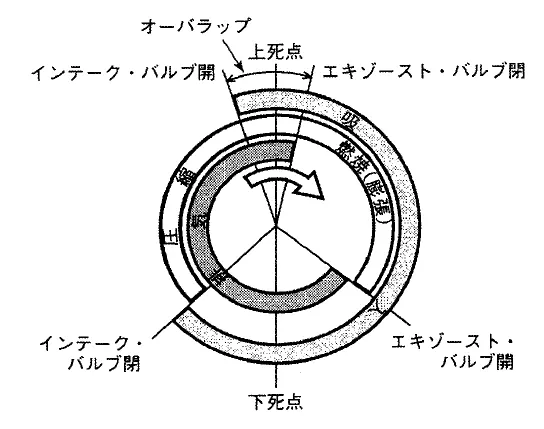 オーバラップ
上死点
インテーク・バルブ開
エキゾースト・バルブ閉
吸入
燃焼(膨張)
圧縮
排気
インテーク・
バルブ閉
エキゾースト・
バルブ開
下死点